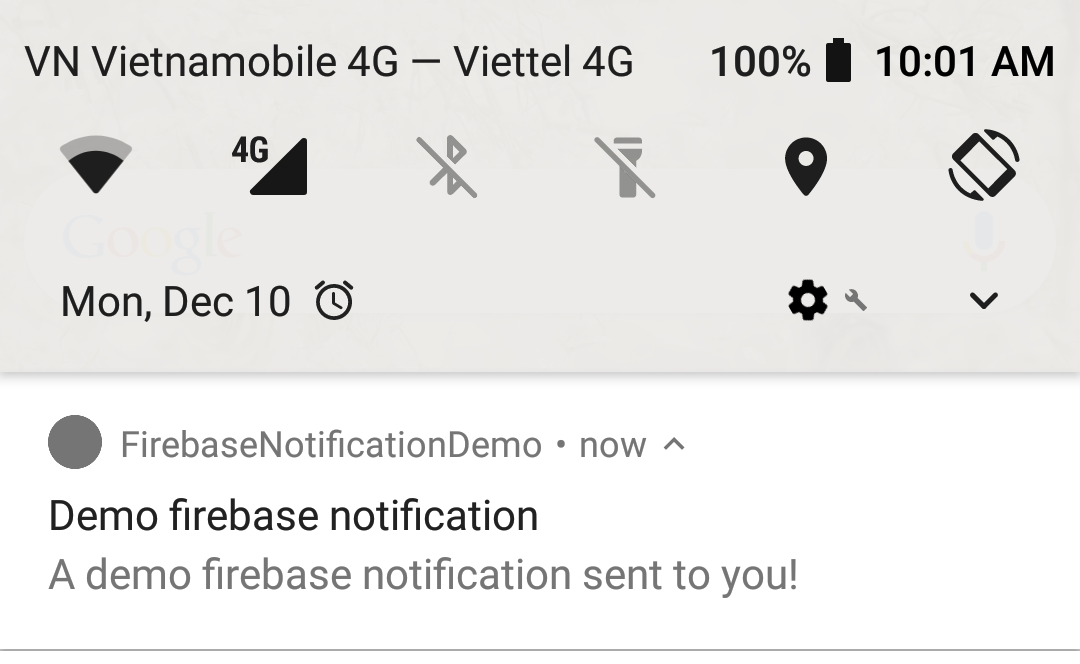 VN Vietnamobile 4G — Viettel 4G 100% 10:01 AM
4G
Google
Mon, Dec 10
FirebaseNotificationDemo • now
Demo firebase notification
A demo firebase notification sent to you!